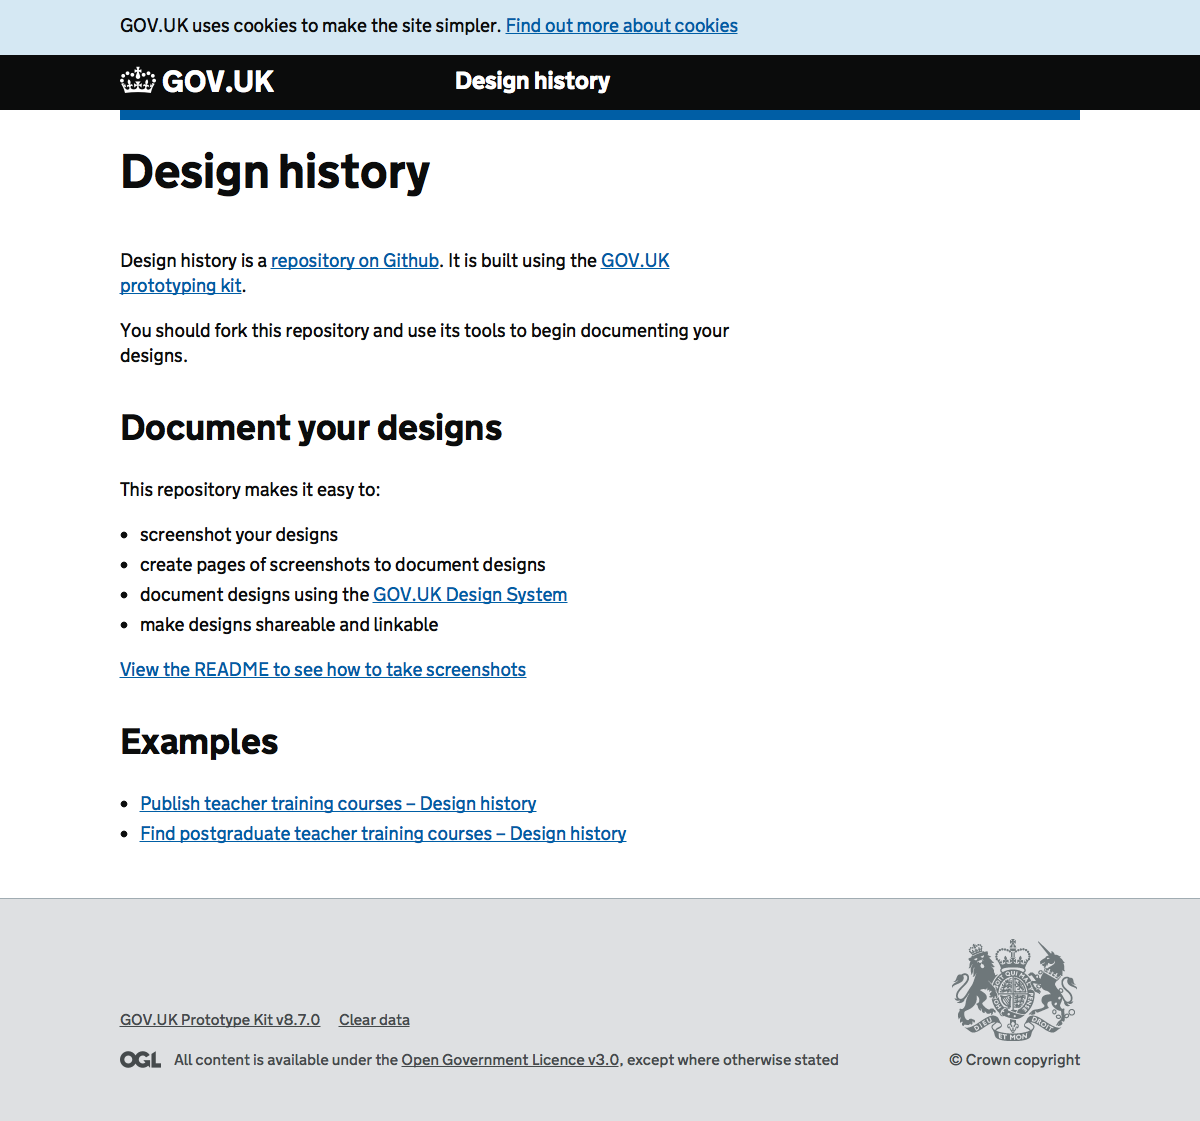 GOV.UK uses cookies to make the site simpler. Find out more about cookies
GOV.UK Design history
Design history
Design history is a repository on Github. It is built using the GOV.UK
prototyping kit.
You should fork this repository and use its tools to begin documenting your
designs.
Document your designs
This repository makes it easy to:
• screenshot your designs
• create pages of screenshots to document designs
• document designs using the GOV.UK Design System
• make designs shareable and linkable
View the README to see how to take screenshots
Examples
• Publish teacher training courses – Design history
• Find postgraduate teacher training courses – Design history
GOV.UK Prototype Kit v8.7.0 Clear data
DIEU ET MON DROIT
OGL All content is available under the Open Government Licence v3.0, except where otherwise stated
© Crown copyright